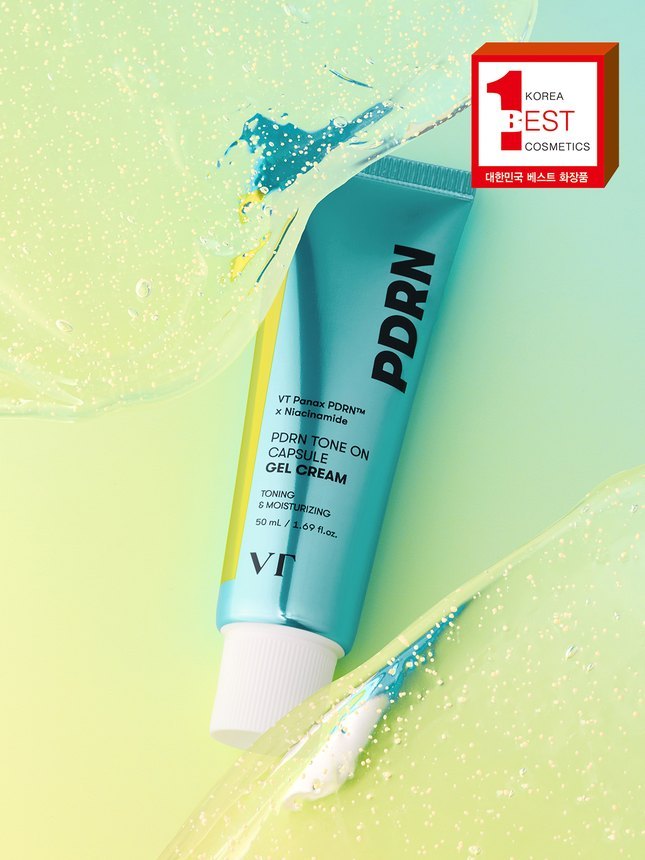 1
KOREA
BEST
COSMETICS
대한민국 베스트 화장품
PDRN
VT Panax PDRN™
x Niacinamide
PDRN TONE ON
CAPSULE
GEL CREAM
TONING
& MOISTURIZING
50 mL / 1.69 fl.oz.
VT